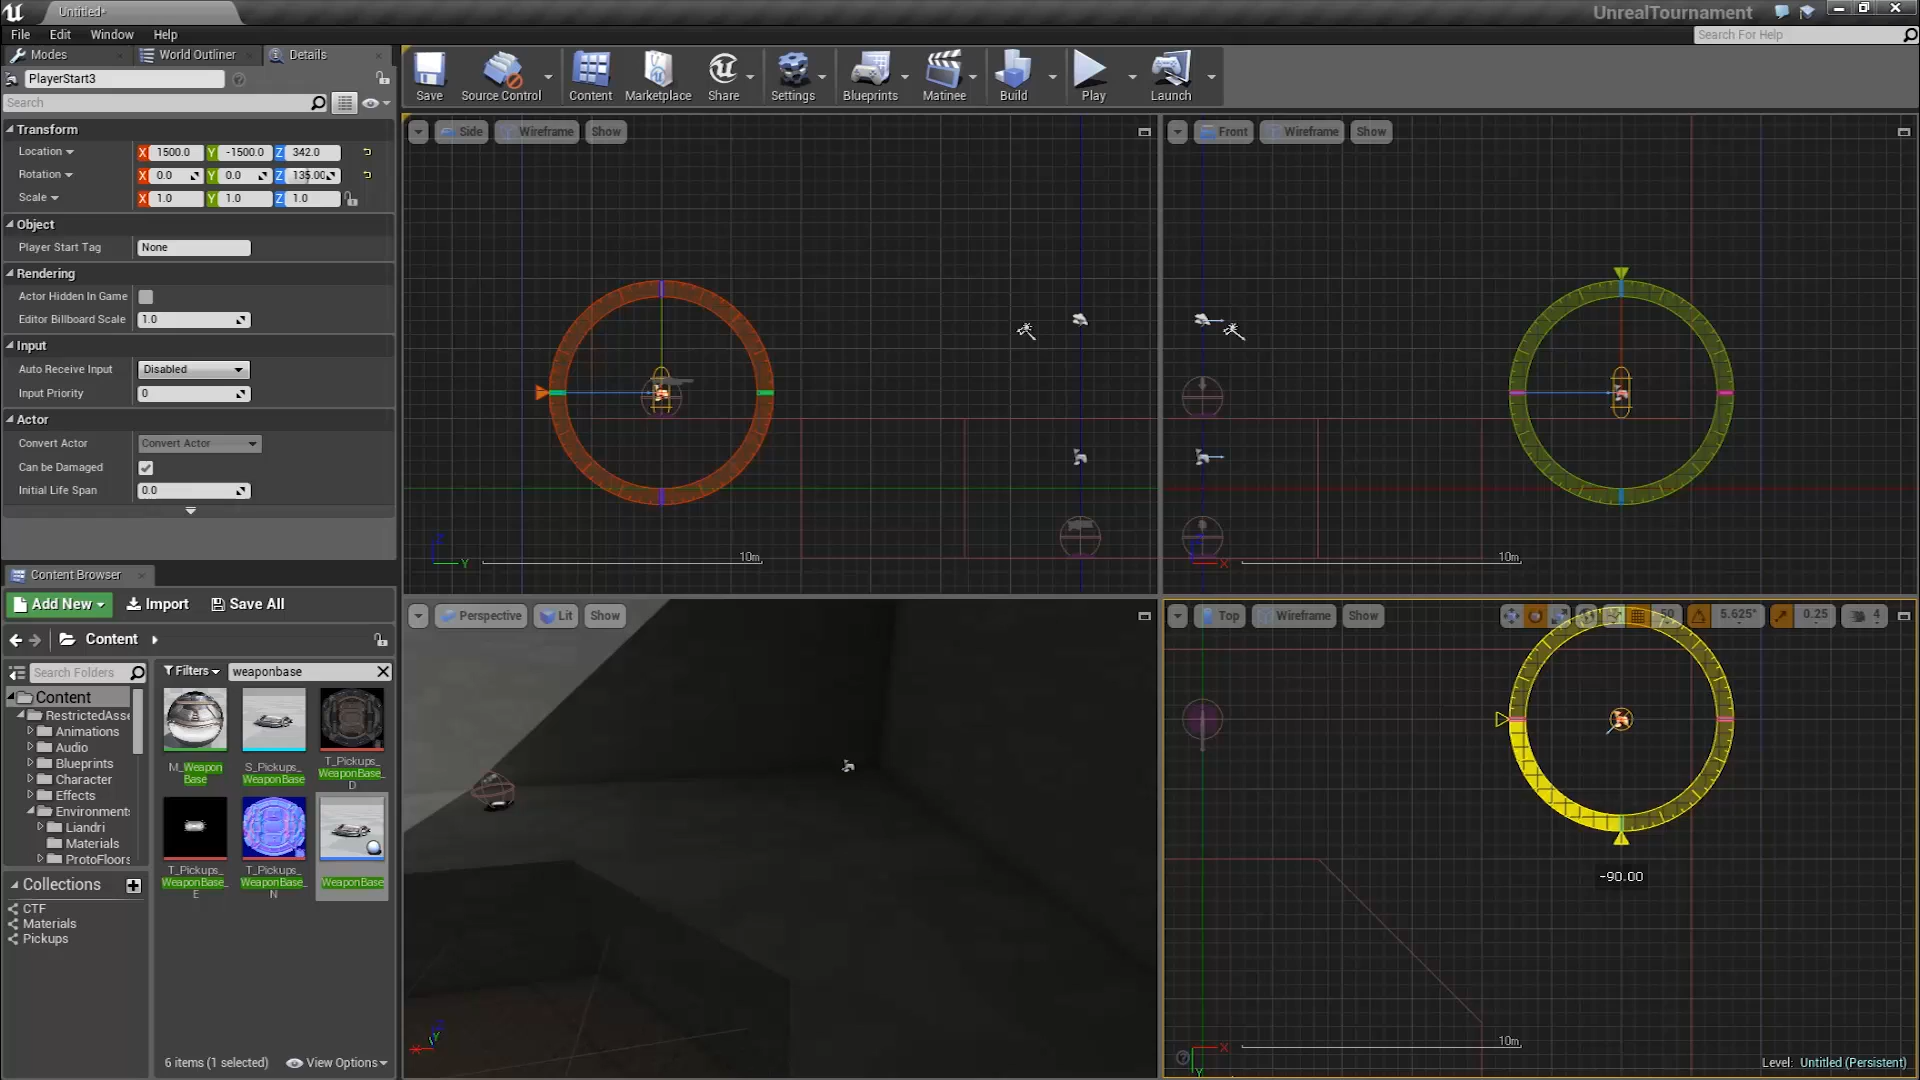 Untitled*
UnrealTournament
File Edit Window Help
Search For Help
Modes World Outliner Details
PlayerStart3
Search
Save Source Control Content Marketplace Share Settings Blueprints Matinee Build Play Launch
Transform
Location X 1500.0 Y -1500.0 Z 342.0
Rotation X 0.0 Y 0.0 Z 135.00
Scale X 1.0 Y 1.0 Z 1.0
Object
Player Start Tag None
Rendering
Actor Hidden In Game
Editor Billboard Scale 1.0
Input
Auto Receive Input Disabled
Input Priority 0
Actor
Convert Actor Convert Actor
Can be Damaged
Initial Life Span 0.0
Side Wireframe Show
Z
Y
10m
Front Wireframe Show
X
10m
Content Browser
Add New Import Save All
Content
Search Folders
Filters weaponbase
Content
RestrictedAsse
Animations
Audio
Blueprints
Character
Effects
Environment
Liandri
Materials
ProtoFloors
Collections
CTF
Materials
Pickups
M_Weapon
Base
S_Pickups_
WeaponBase
T_Pickups_
WeaponBase_
D
T_Pickups_
WeaponBase_
E
T_Pickups_
WeaponBase_
N
WeaponBase
6 items (1 selected) View Options
Perspective Lit Show
X
Y
Top Wireframe Show 50 5.625° 0.25 4
-90.00
10m
X
Y
Level: Untitled (Persistent)